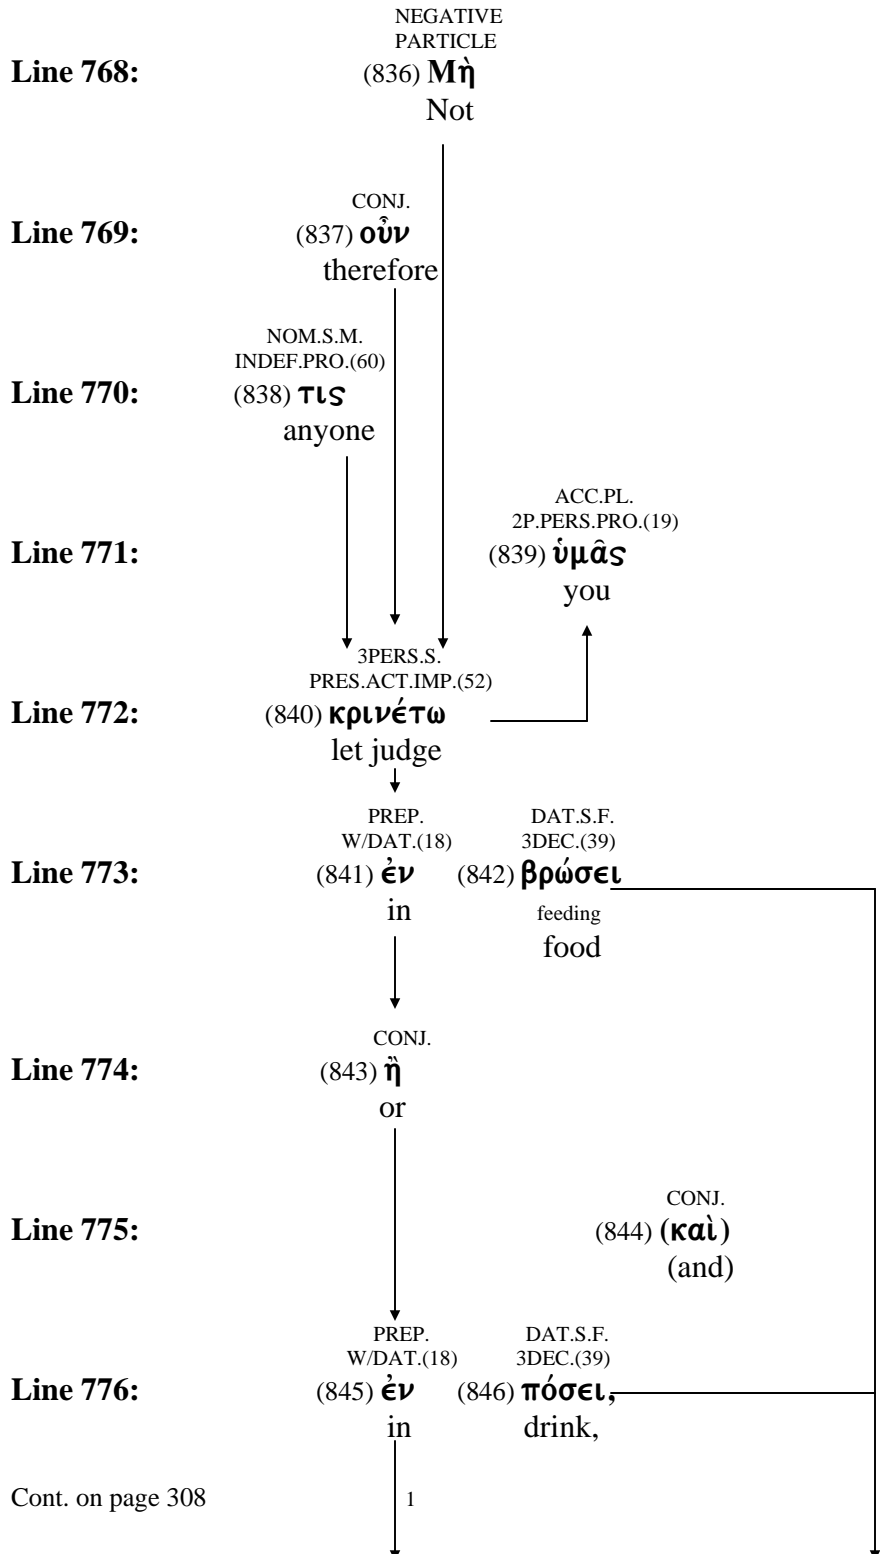 NEGATIVE
PARTICLE
Line 768: (836) Μὴ
Not
CONJ.
Line 769: (837) οὖν
therefore
NOM.S.M.
INDEF.PRO.(60)
Line 770: (838) τις
anyone
ACC.PL.
2P.PERS.PRO.(19)
Line 771: (839) ὑμᾶς
you
3PERS.S.
PRES.ACT.IMP.(52)
Line 772: (840) κρινέτω
let judge
PREP. DAT.S.F.
W/DAT.(18) 3DEC.(39)
Line 773: (841) ἐν (842) βρώσει
in feeding
food
CONJ.
Line 774: (843) ἢ
or
CONJ.
Line 775: (844) (καὶ)
(and)
PREP. DAT.S.F.
W/DAT.(18) 3DEC.(39)
Line 776: (845) ἐν (846) πόσει,
in drink,
Cont. on page 308 1